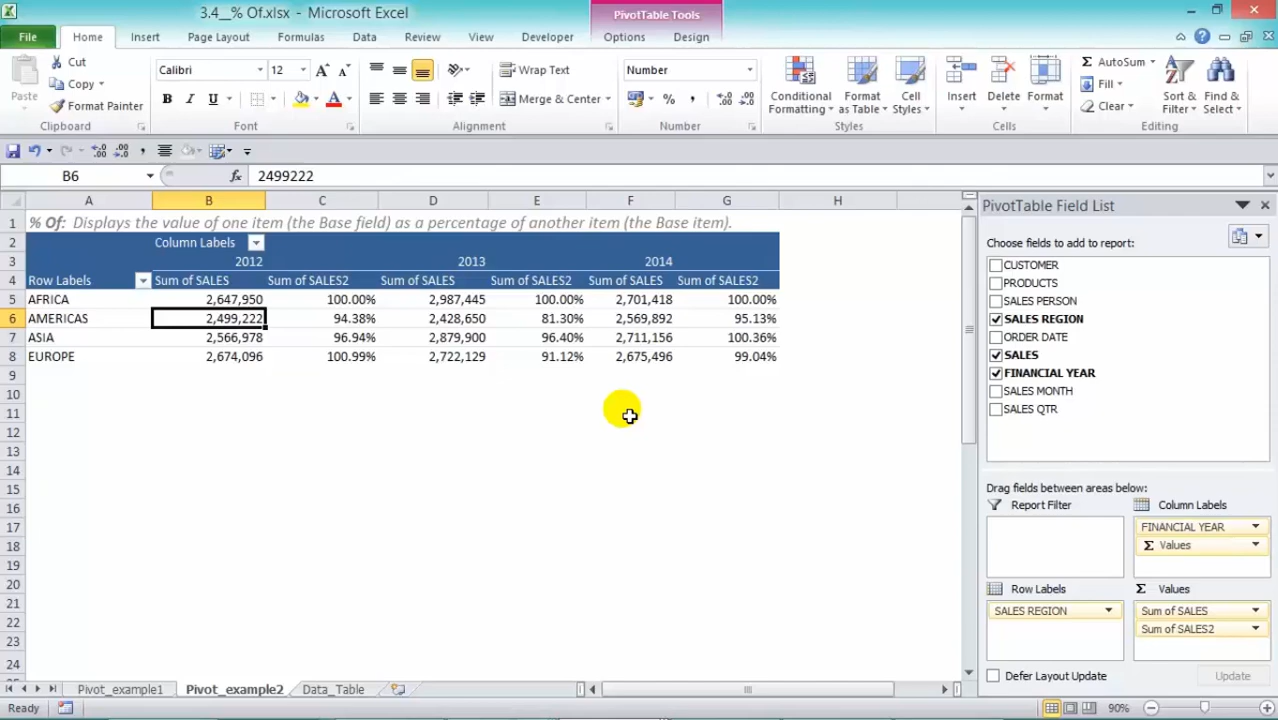 3.4__% Of.xlsx - Microsoft Excel
PivotTable Tools
File Home Insert Page Layout Formulas Data Review View Developer Options Design
Paste
Cut
Copy
Format Painter
Clipboard
Calibri 12
B I U A
Font
Wrap Text
Merge & Center
Alignment
Number
%
Number
Conditional Formatting
Format as Table
Cell Styles
Styles
Insert Delete Format
Cells
AutoSum
Fill
Clear
Sort & Filter
Find & Select
Editing
B6 fx 2499222
A B C D E F G H
1 % Of: Displays the value of one item (the Base field) as a percentage of another item (the Base item).
2 Column Labels
3 2012 2013 2014
4 Row Labels Sum of SALES Sum of SALES2 Sum of SALES Sum of SALES2 Sum of SALES Sum of SALES2
5 AFRICA 2,647,950 100.00% 2,987,445 100.00% 2,701,418 100.00%
6 AMERICAS 2,499,222 94.38% 2,428,650 81.30% 2,569,892 95.13%
7 ASIA 2,566,978 96.94% 2,879,900 96.40% 2,711,156 100.36%
8 EUROPE 2,674,096 100.99% 2,722,129 91.12% 2,675,496 99.04%
9
10
11
12
13
14
15
16
17
18
19
20
21
22
23
24
PivotTable Field List
Choose fields to add to report:
CUSTOMER
PRODUCTS
SALES PERSON
SALES REGION
ORDER DATE
SALES
FINANCIAL YEAR
SALES MONTH
SALES QTR
Drag fields between areas below:
Report Filter
Column Labels
FINANCIAL YEAR
Σ Values
Row Labels
Σ Values
SALES REGION
Sum of SALES
Sum of SALES2
Defer Layout Update
Update
Pivot_example1 Pivot_example2 Data_Table
Ready
90%